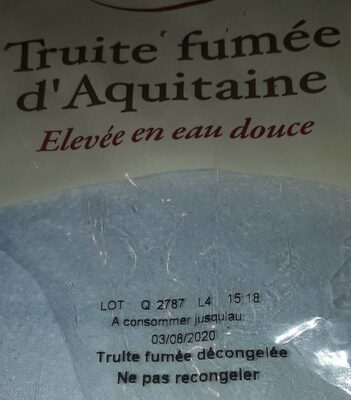 Truite fumée
d'Aquitaine
Elevée en eau douce
LOT Q 2787 L4 15:18
A consommer jusqu'au
03/08/2020
Truite fumée décongelée
Ne pas recongeler